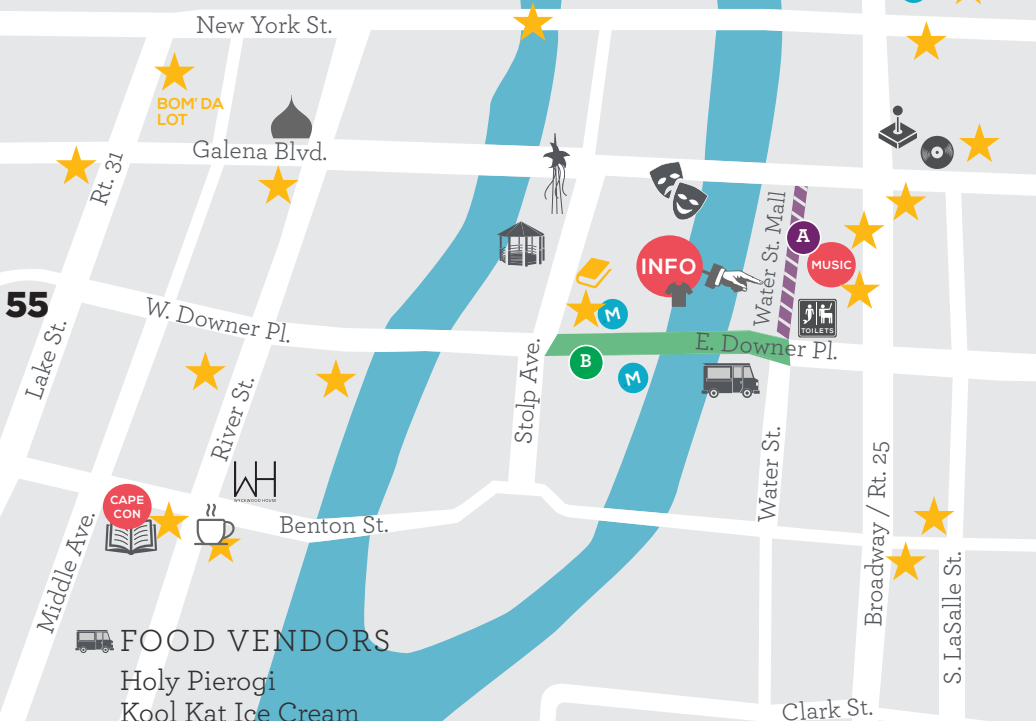 New York St.
BOM' DA
LOT
Galena Blvd.
Rt. 31
Water St. Mall
A
MUSIC
INFO
55
W. Downer Pl.
M
TOILETS
E. Downer Pl.
B
M
Lake St.
River St.
Stolp Ave.
WH
WYCKWOOD HOUSE
Water St.
Broadway / Rt. 25
CAPE
CON
Benton St.
Middle Ave.
S. LaSalle St.
FOOD VENDORS
Holy Pierogi
Kool Kat Ice Cream
Clark St.